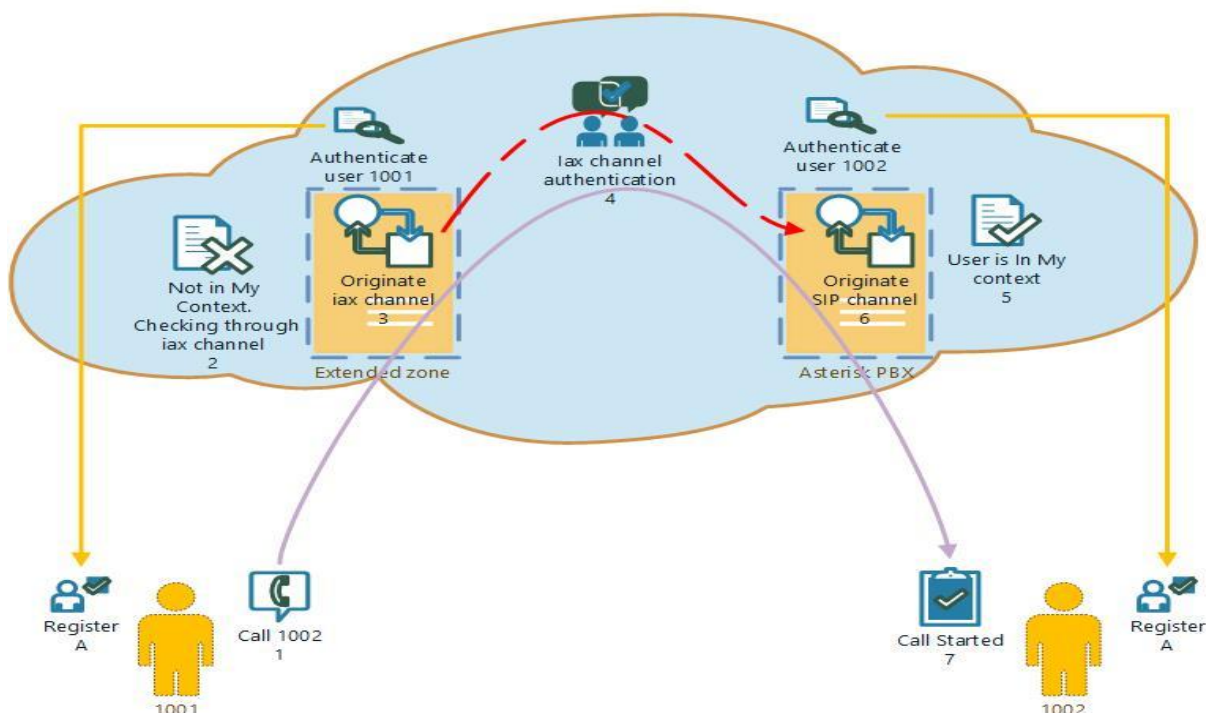 Authenticate
user 1001
Iax channel
authentication
4
Authenticate
user 1002
Not in My
Context.
Checking through
iax channel
2
Originate
iax channel
3
Extended zone
Originate
SIP channel
6
Asterisk PBX
User is In My
context
5
Register
A
1001
Call 1002
1
Call Started
7
1002
Register
A